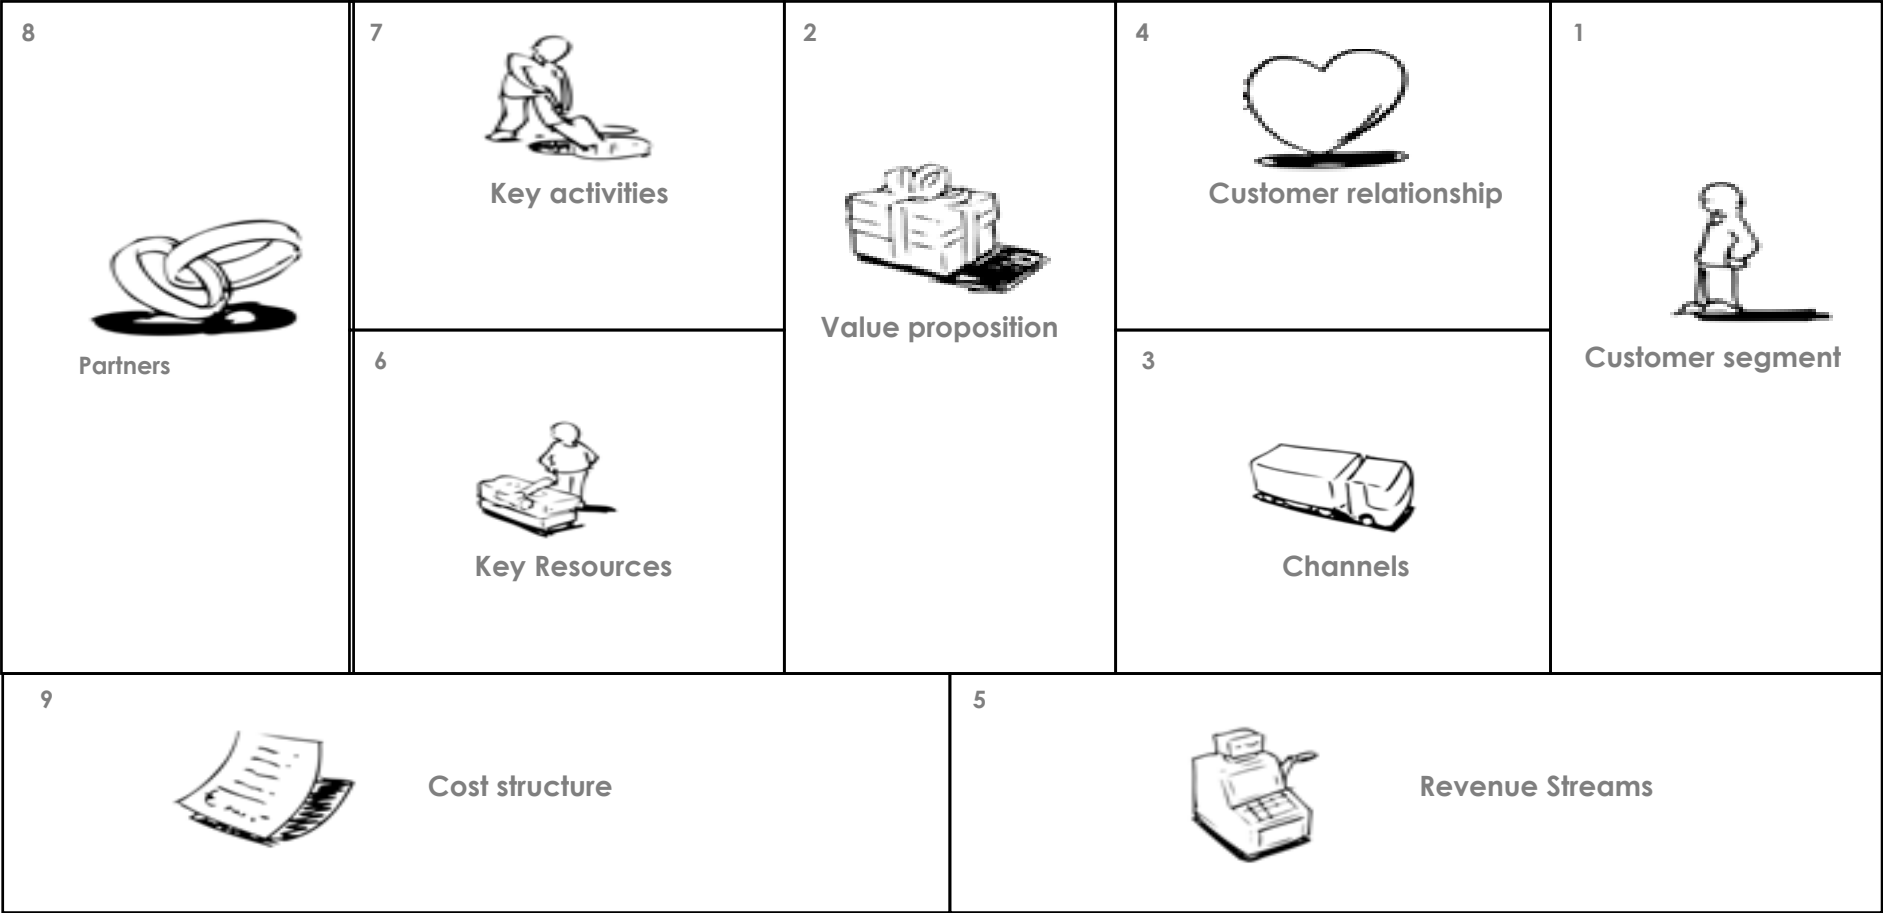 8
Partners
7
Key activities
6
Key Resources
2
Value proposition
4
Customer relationship
3
Channels
1
Customer segment
9
Cost structure
5
Revenue Streams